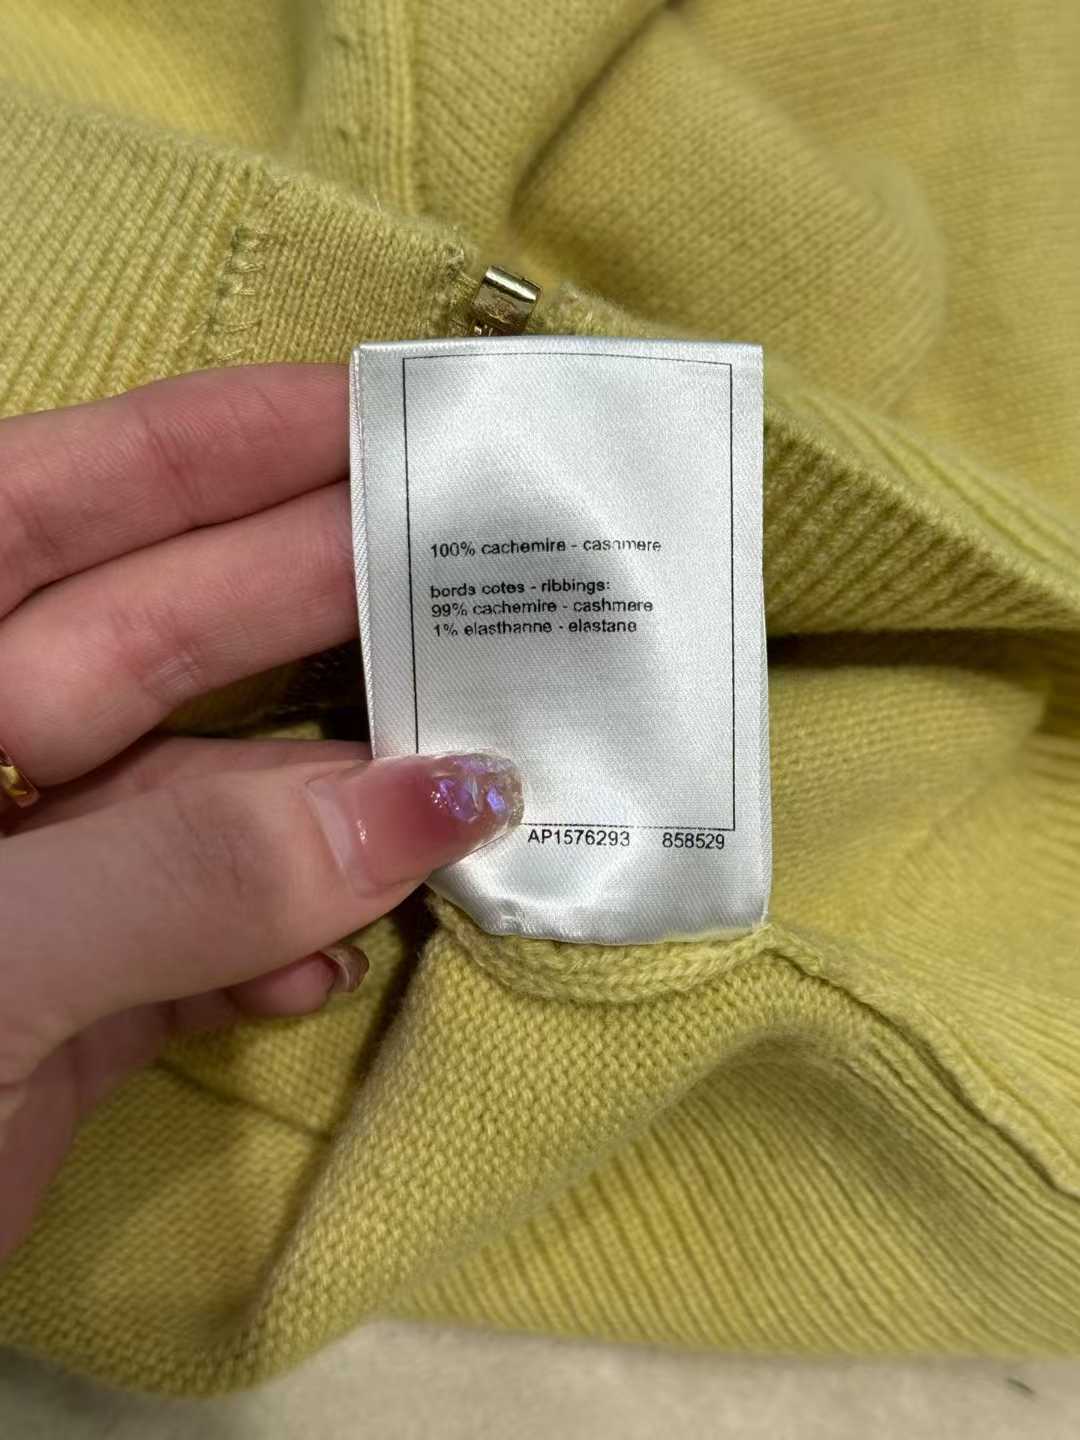 100% cachemire - cashmere
bords cotes - ribbings:
99% cachemire - cashmere
1% elasthanne - elastane
AP1576293 858529